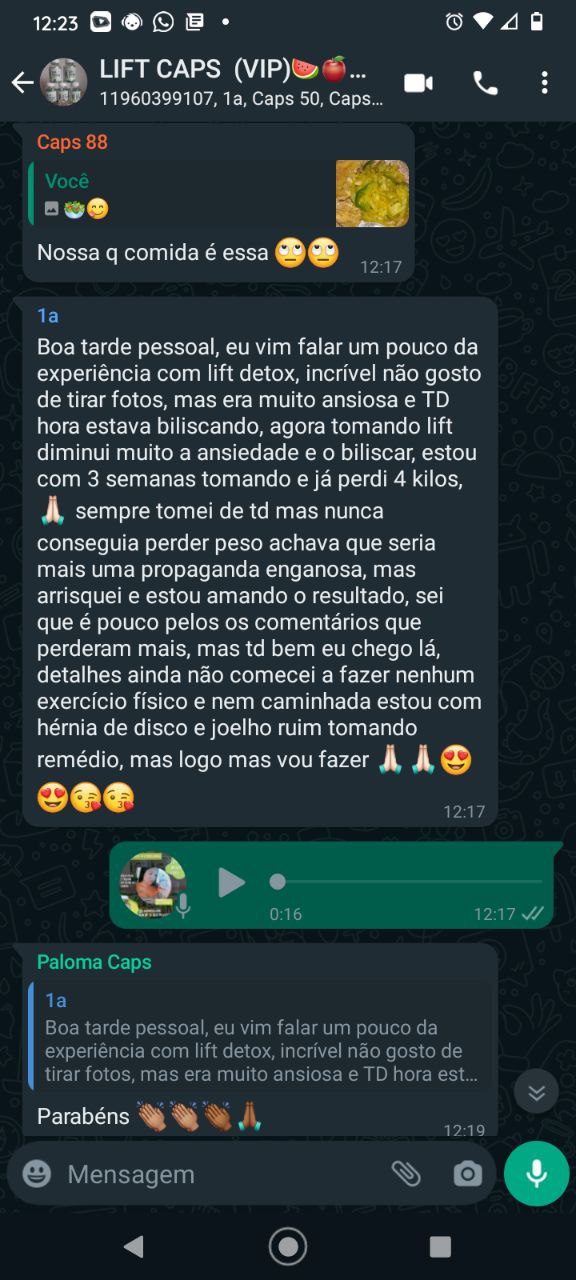 12:23
LIFT CAPS (VIP)🍉🍎...
11960399107, 1a, Caps 50, Caps...
Caps 88
Você
🥗😋
Nossa q comida é essa 🙄🙄
12:17
1a
Boa tarde pessoal, eu vim falar um pouco da
experiência com lift detox, incrível não gosto
de tirar fotos, mas era muito ansiosa e TD
hora estava biliscando, agora tomando lift
diminui muito a ansiedade e o biliscar, estou
com 3 semanas tomando e já perdi 4 kilos,
🙏🏻 sempre tomei de td mas nunca
conseguia perder peso achava que seria
mais uma propaganda enganosa, mas
arrisquei e estou amando o resultado, sei
que é pouco pelos os comentários que
perderam mais, mas td bem eu chego lá,
detalhes ainda não comecei a fazer nenhum
exercício físico e nem caminhada estou com
hérnia de disco e joelho ruim tomando
remédio, mas logo mas vou fazer 🙏🏻🙏🏻😍
😍😘😘
12:17
0:16
12:17
Paloma Caps
1a
Boa tarde pessoal, eu vim falar um pouco da
experiência com lift detox, incrível não gosto de
tirar fotos, mas era muito ansiosa e TD hora est...
Parabéns 👏🏽👏🏼👏🏾🙏🏾
12:19
Mensagem